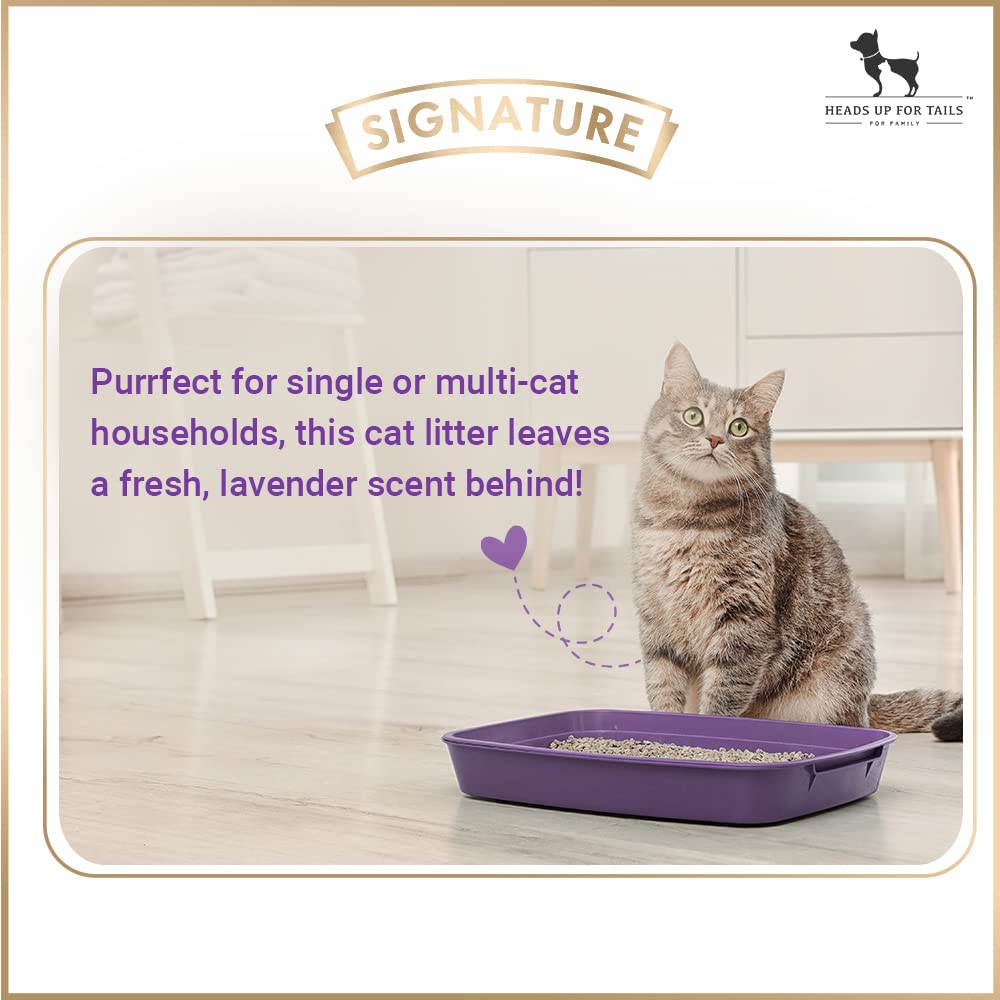 SIGNATURE
HEADS UP FOR TAILS™
FOR FAMILY
Purrfect for single or multi-cat
households, this cat litter leaves
a fresh, lavender scent behind!